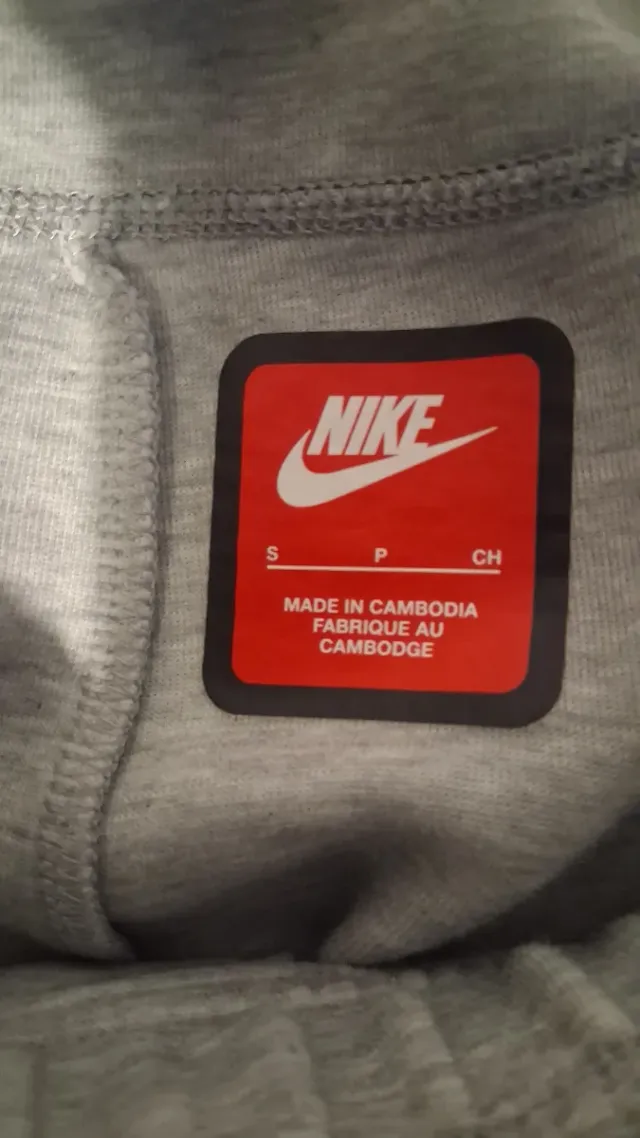 NIKE
S P CH
MADE IN CAMBODIA
FABRIQUE AU
CAMBODGE